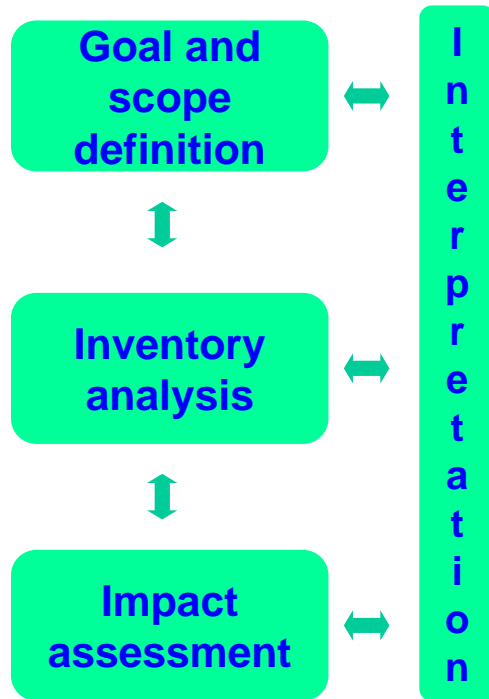 Goal and
scope
definition
Inventory
analysis
Impact
assessment
I
n
t
e
r
p
r
e
t
a
t
i
o
n